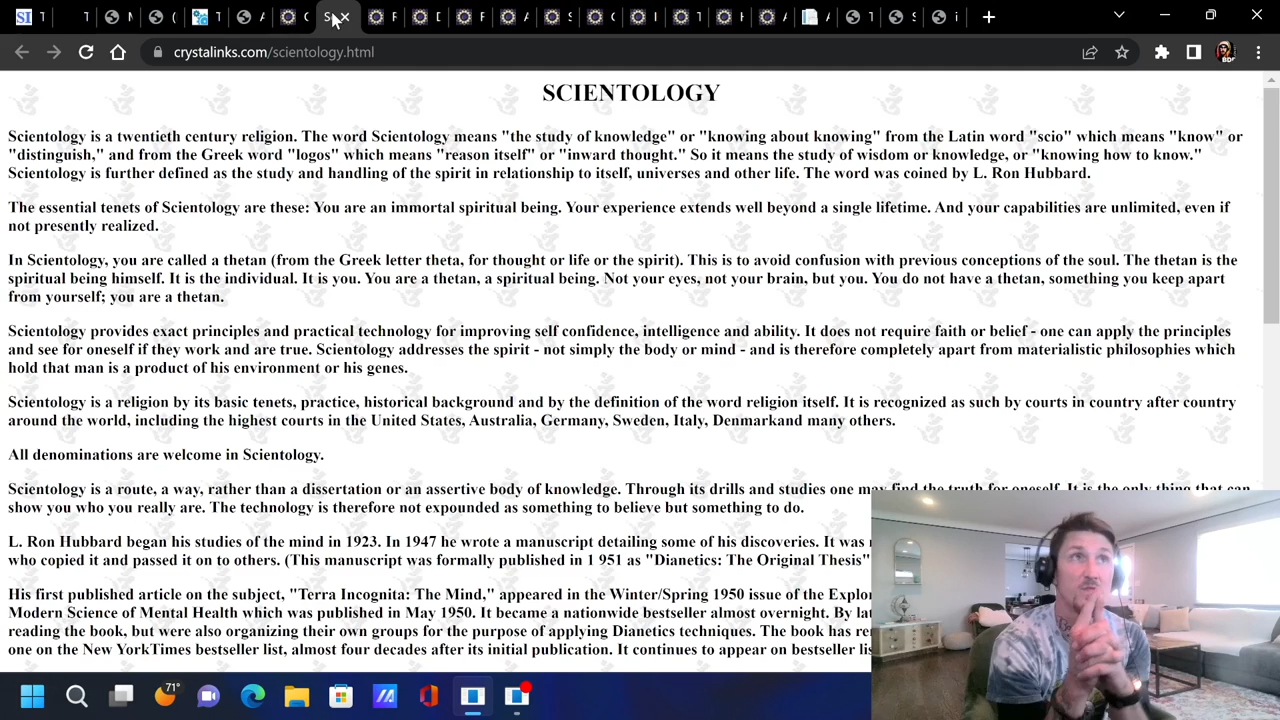 SI
T
T
M
(
T
A
C
S
F
D
F
A
S
C
I
T
H
A
A
T
S
i
crystalinks.com/scientology.html
BDF
SCIENTOLOGY
Scientology is a twentieth century religion. The word Scientology means "the study of knowledge" or "knowing about knowing" from the Latin word "scio" which means "know" or
"distinguish," and from the Greek word "logos" which means "reason itself" or "inward thought." So it means the study of wisdom or knowledge, or "knowing how to know."
Scientology is further defined as the study and handling of the spirit in relationship to itself, universes and other life. The word was coined by L. Ron Hubbard.
The essential tenets of Scientology are these: You are an immortal spiritual being. Your experience extends well beyond a single lifetime. And your capabilities are unlimited, even if
not presently realized.
In Scientology, you are called a thetan (from the Greek letter theta, for thought or life or the spirit). This is to avoid confusion with previous conceptions of the soul. The thetan is the
spiritual being himself. It is the individual. It is you. You are a thetan, a spiritual being. Not your eyes, not your brain, but you. You do not have a thetan, something you keep apart
from yourself; you are a thetan.
Scientology provides exact principles and practical technology for improving self confidence, intelligence and ability. It does not require faith or belief - one can apply the principles
and see for oneself if they work and are true. Scientology addresses the spirit - not simply the body or mind - and is therefore completely apart from materialistic philosophies which
hold that man is a product of his environment or his genes.
Scientology is a religion by its basic tenets, practice, historical background and by the definition of the word religion itself. It is recognized as such by courts in country after country
around the world, including the highest courts in the United States, Australia, Germany, Sweden, Italy, Denmarkand many others.
All denominations are welcome in Scientology.
Scientology is a route, a way, rather than a dissertation or an assertive body of knowledge. Through its drills and studies one may find the truth for oneself. It is the only thing that can
show you who you really are. The technology is therefore not expounded as something to believe but something to do.
L. Ron Hubbard began his studies of the mind in 1923. In 1947 he wrote a manuscript detailing some of his discoveries. It was
who copied it and passed it on to others. (This manuscript was formally published in 1 951 as "Dianetics: The Original Thesis"
His first published article on the subject, "Terra Incognita: The Mind," appeared in the Winter/Spring 1950 issue of the Explor
Modern Science of Mental Health which was published in May 1950. It became a nationwide bestseller almost overnight. By lat
reading the book, but were also organizing their own groups for the purpose of applying Dianetics techniques. The book has re
one on the New YorkTimes bestseller list, almost four decades after its initial publication. It continues to appear on bestseller lis
71°